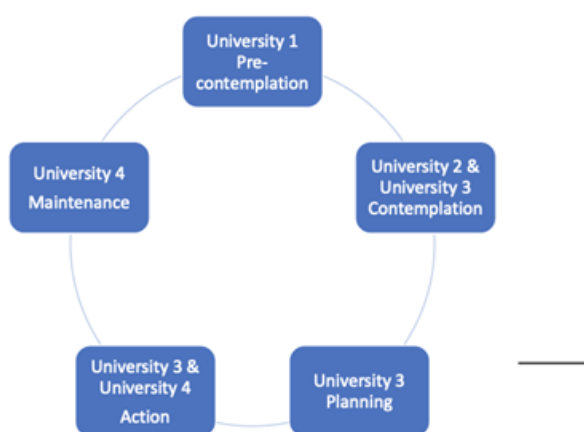 University 1
Pre-
contemplation
University 2 &
University 3
Contemplation
University 3
Planning
University 3 &
University 4
Action
University 4
Maintenance